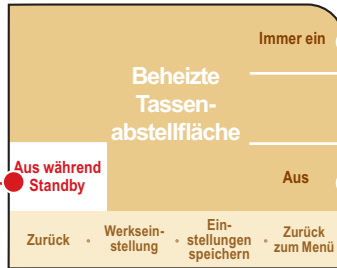 Immer ein
Beheizte
Tassen-
abstellfläche
Aus während
Standby
Aus
Zurück
Werksein-
stellung
Ein-
stellungen
speichern
Zurück
zum Menü